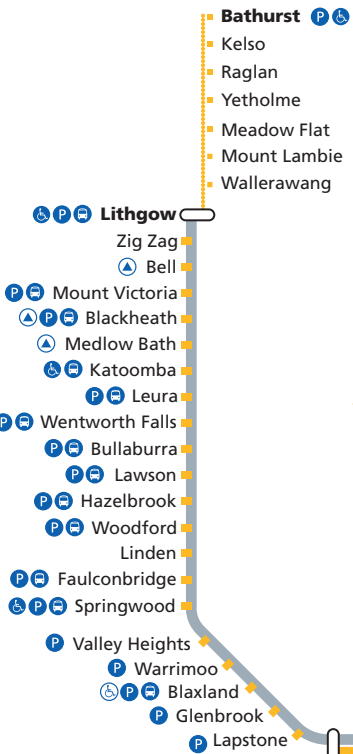 Bathurst P
Kelso
Raglan
Yetholme
Meadow Flat
Mount Lambie
Wallerawang
P Lithgow
Zig Zag
Bell
P Mount Victoria
P Blackheath
Medlow Bath
Katoomba
P Leura
P Wentworth Falls
P Bullaburra
P Lawson
P Hazelbrook
P Woodford
Linden
P Faulconbridge
P Springwood
P Valley Heights
P Warrimoo
P Blaxland
P Glenbrook
P Lapstone